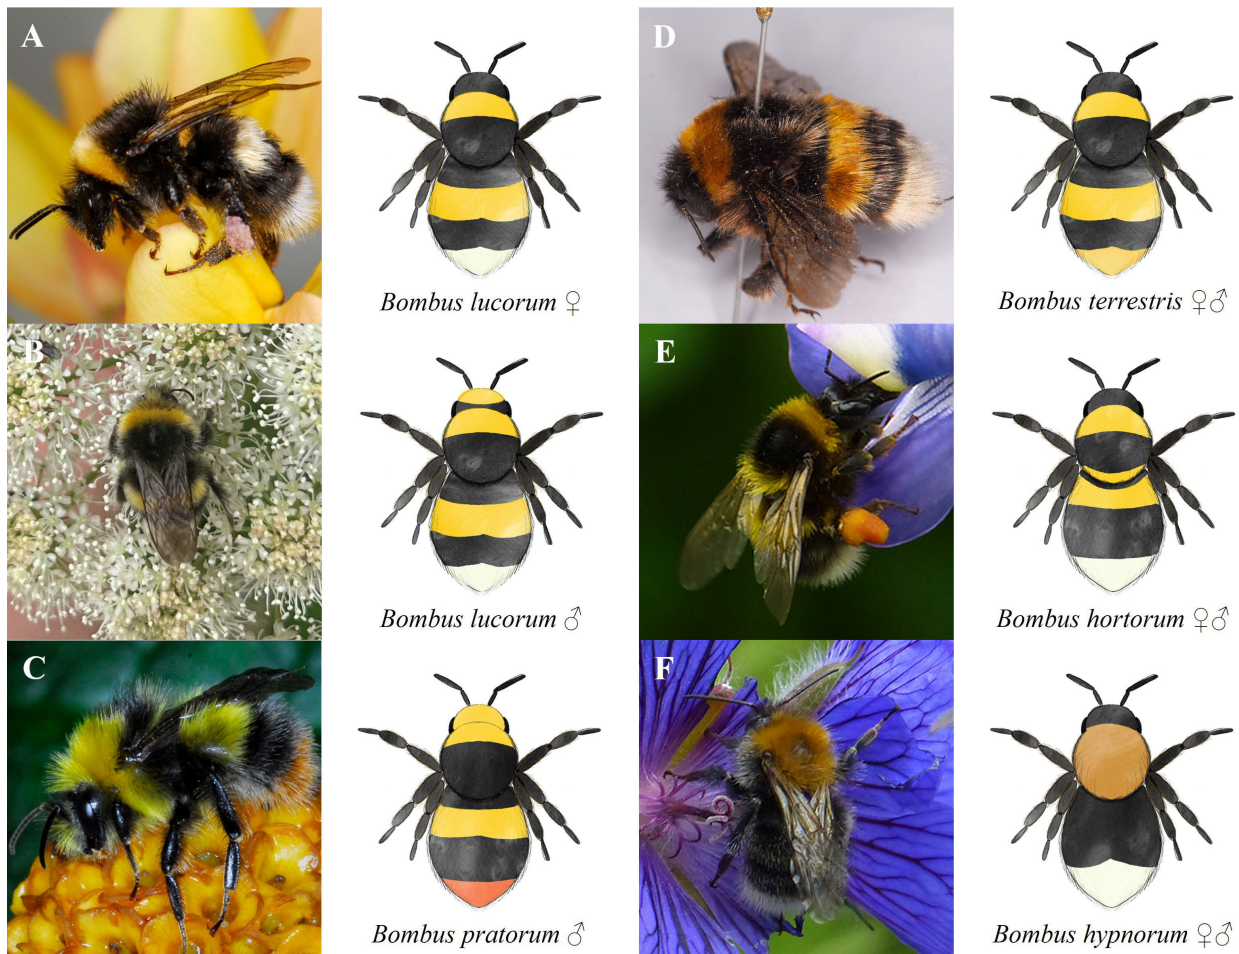 A
Bombus lucorum ♀
D
Bombus terrestris ♀♂
B
Bombus lucorum ♂
E
Bombus hortorum ♀♂
C
Bombus pratorum ♂
F
Bombus hypnorum ♀♂